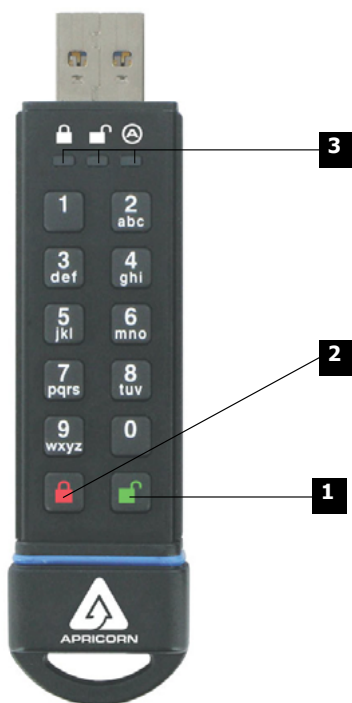 3
1 2
abc
3 4
def ghi
5 6
jkl mno
7 8
pqrs tuv
2
9 0
wxyz
1
APRICORN